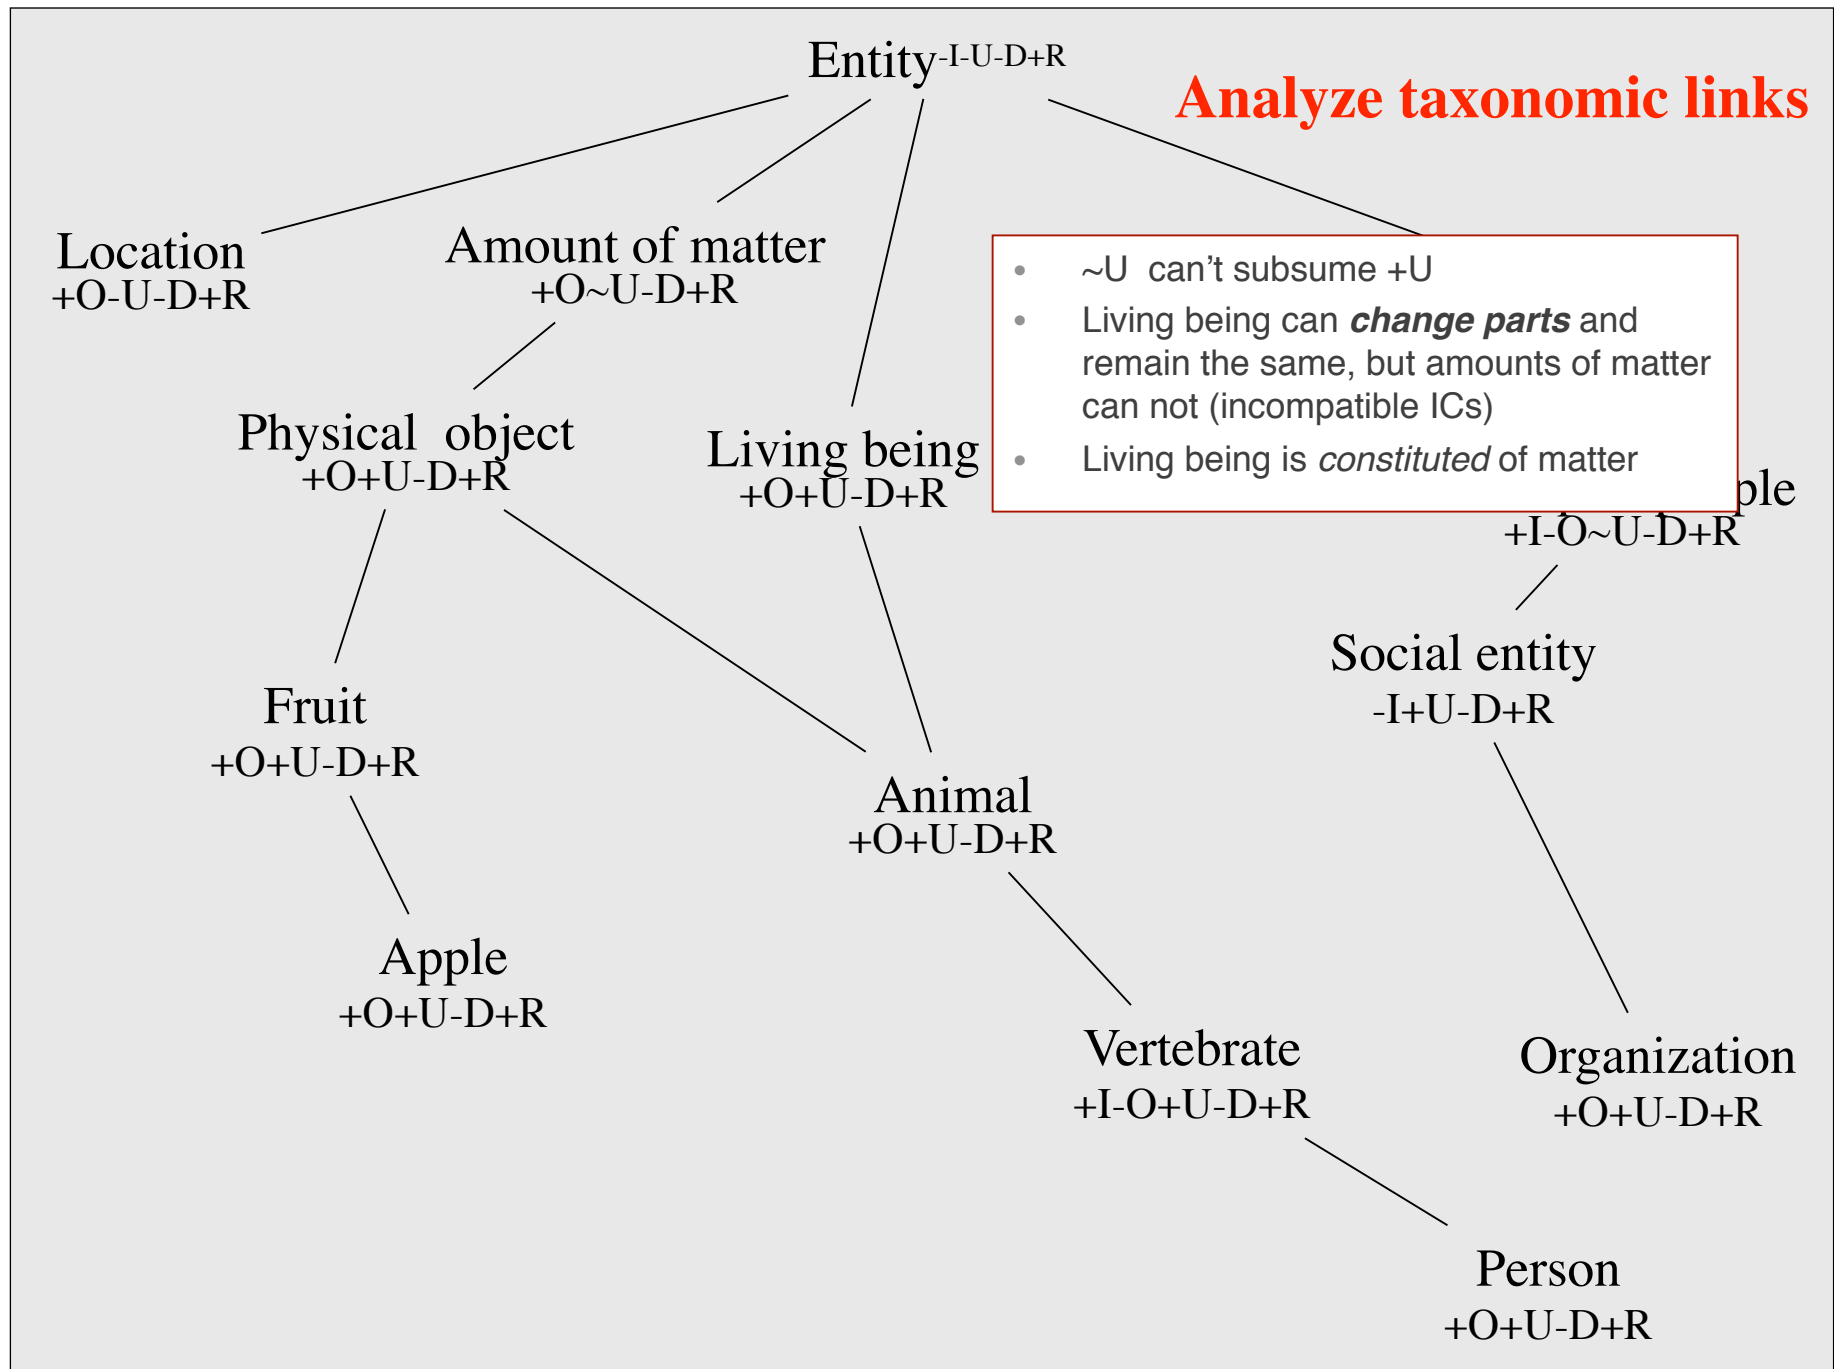 Entity-I-U-D+R
Analyze taxonomic links
Location
+O-U-D+R
Amount of matter
+O~U-D+R
• ~U can't subsume +U
• Living being can change parts and
remain the same, but amounts of matter
can not (incompatible ICs)
• Living being is constituted of matter
Physical object
+O+U-D+R
Living being
+O+U-D+R
+I-O~U-D+R
Social entity
-I+U-D+R
Fruit
+O+U-D+R
Animal
+O+U-D+R
Apple
+O+U-D+R
Vertebrate
+I-O+U-D+R
Organization
+O+U-D+R
Person
+O+U-D+R